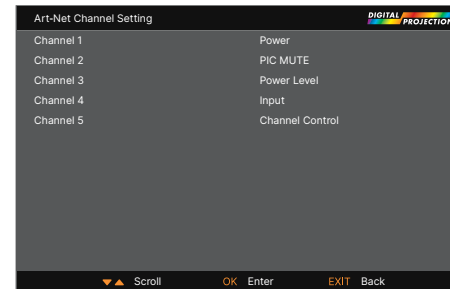 Art-Net Channel Setting DIGITAL PROJECTION
Channel 1 Power
Channel 2 PIC MUTE
Channel 3 Power Level
Channel 4 Input
Channel 5 Channel Control
▼▲ Scroll OK Enter EXIT Back